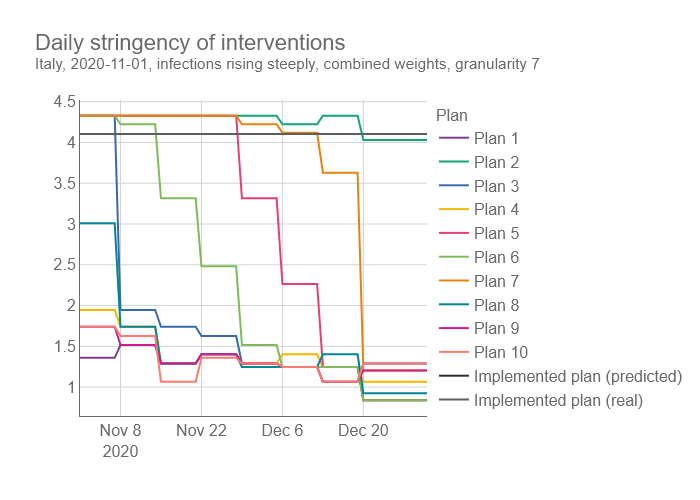 Daily stringency of interventions
Italy, 2020-11-01, infections rising steeply, combined weights, granularity 7
4.5
4
3.5
3
2.5
2
1.5
1
Nov 8
2020
Nov 22
Dec 6
Dec 20
Plan
Plan 1
Plan 2
Plan 3
Plan 4
Plan 5
Plan 6
Plan 7
Plan 8
Plan 9
Plan 10
Implemented plan (predicted)
Implemented plan (real)